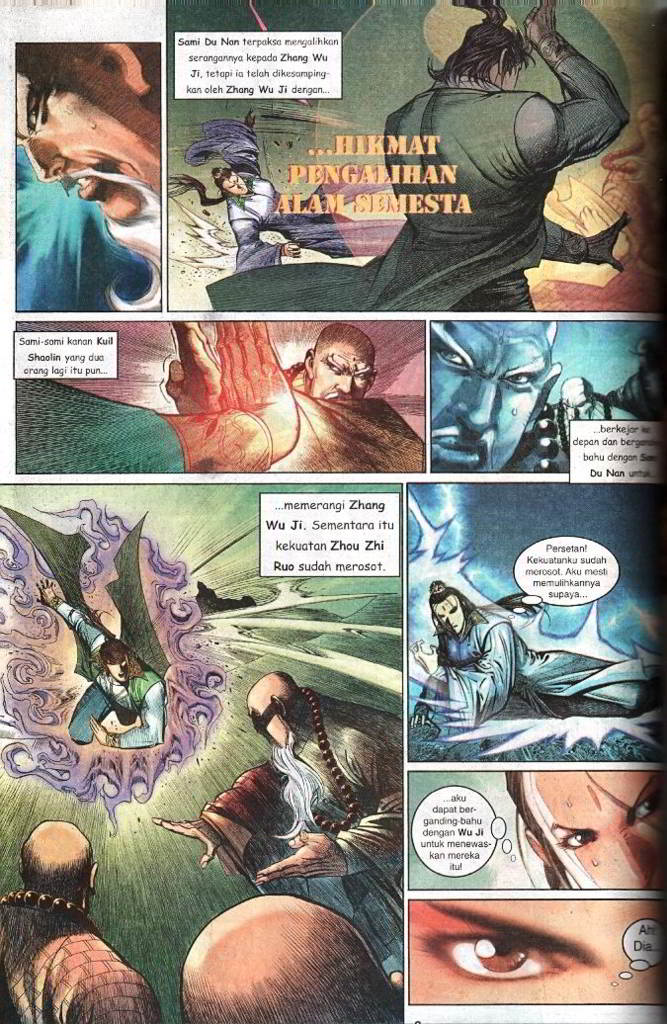 Sami Du Nan terpaksa mengalihkan
serangannya kepada Zhang Wu
Ji, tetapi ia telah dikesamping-
kan oleh Zhang Wu Ji dengan...
...HIKMAT
PENGALIHAN
ALAM SEMESTA
Sami-sami kanan Kuil
Shaolin yang dua
orang lagi itu pun...
...berkejar ke
depan dan
bahu dengan
Du Nan untuk...
...memerangi Zhang
Wu Ji. Sementara itu
kekuatan Zhou Zhi
Ruo sudah merosot.
Persetan!
Kekuatanku sudah
merosot. Aku mesti
memulihkannya
supaya...
...aku
dapat ber-
ganding-bahu
dengan Wu Ji
untuk menewas-
kan mereka
itu!
Ah!
Dia...